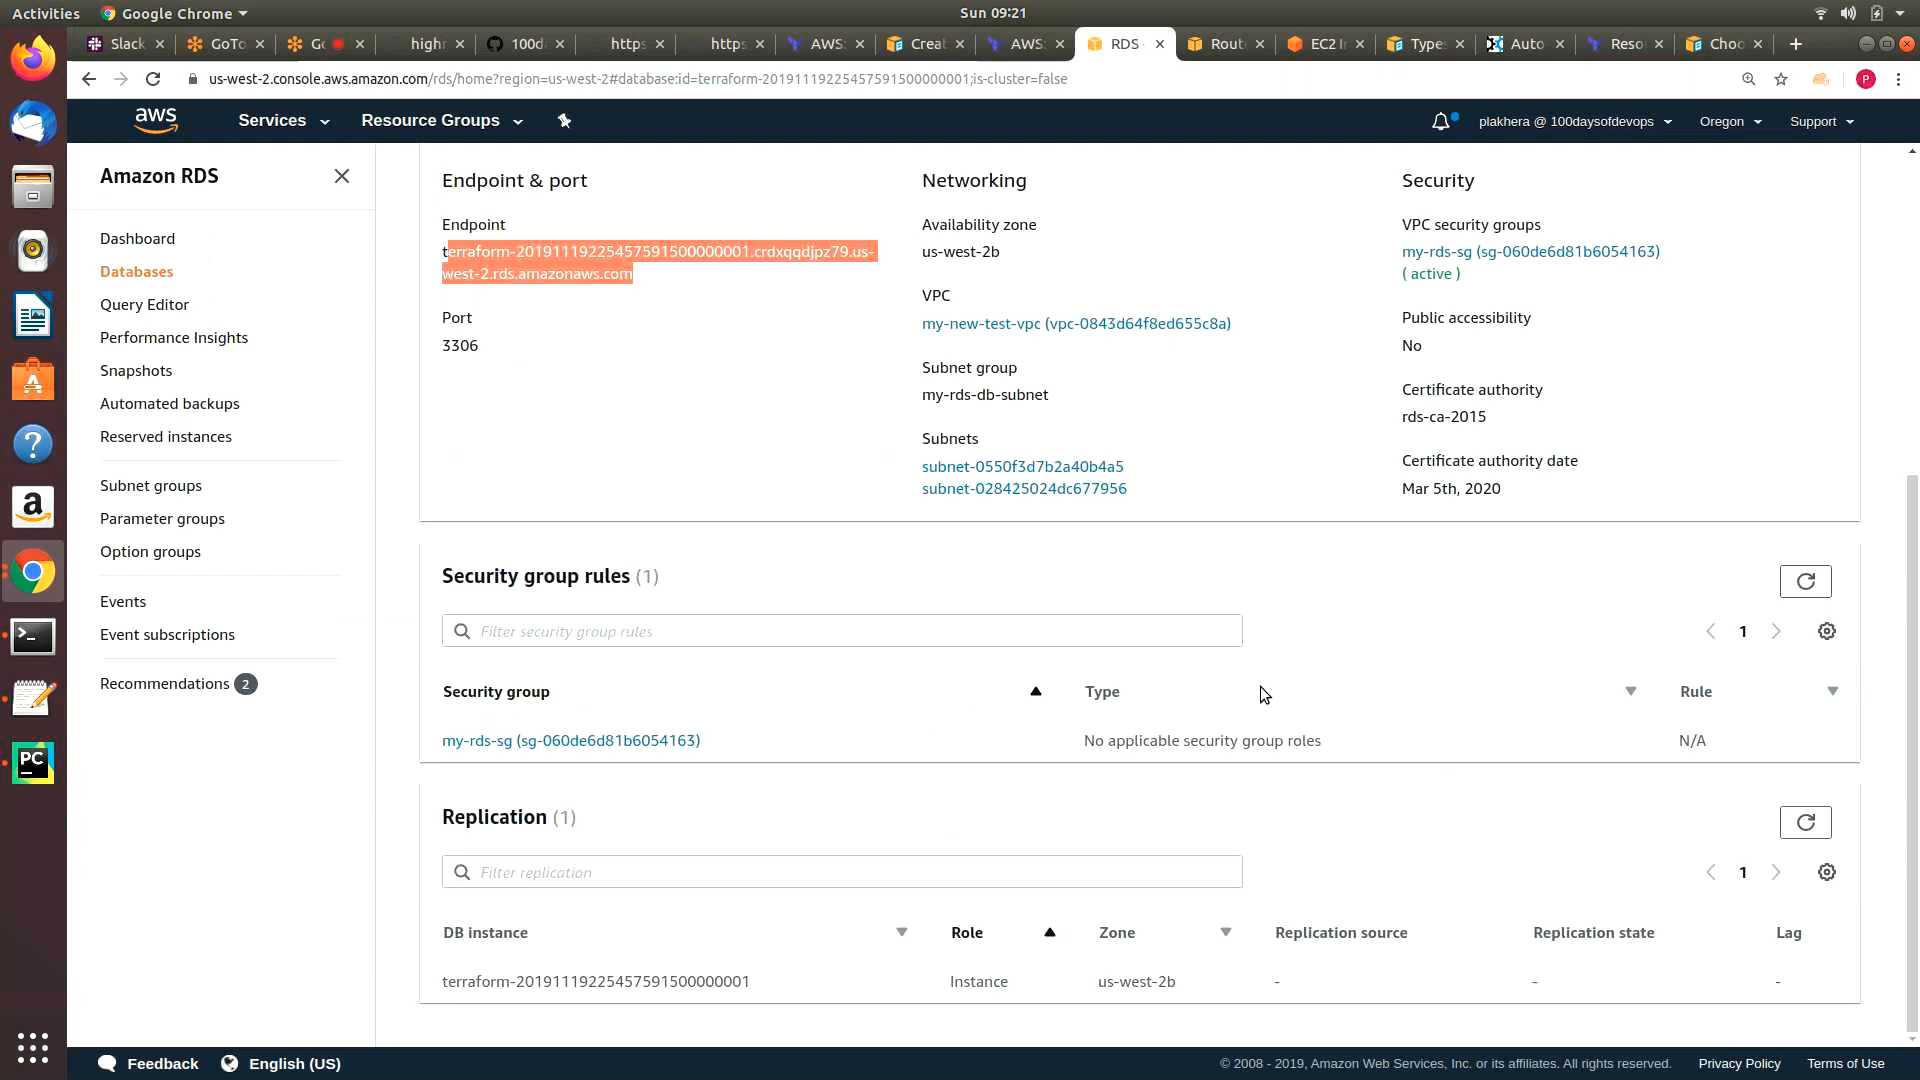 Activities
Google Chrome
Sun 09:21
Slack
GoTo
Go
highr
100d
https
https
AWS:
Creat
AWS:
RDS
Rout
EC2 I
Types
Auto
Reso
Choo
us-west-2.console.aws.amazon.com/rds/home?region=us-west-2#database:id=terraform-20191119225457591500000001;is-cluster=false
P
aws
Services
Resource Groups
plakhera @ 100daysofdevops
Oregon
Support
Amazon RDS
Dashboard
Databases
Query Editor
Performance Insights
Snapshots
Automated backups
Reserved instances
Subnet groups
Parameter groups
Option groups
Events
Event subscriptions
Recommendations 2
Endpoint & port
Endpoint
terraform-20191119225457591500000001.crdxqqdjpz79.us-
west-2.rds.amazonaws.com
Port
3306
Networking
Availability zone
us-west-2b
VPC
my-new-test-vpc (vpc-0843d64f8ed655c8a)
Subnet group
my-rds-db-subnet
Subnets
subnet-0550f3d7b2a40b4a5
subnet-028425024dc677956
Security
VPC security groups
my-rds-sg (sg-060de6d81b6054163)
( active )
Public accessibility
No
Certificate authority
rds-ca-2015
Certificate authority date
Mar 5th, 2020
Security group rules (1)
Filter security group rules
1
Security group
Type
Rule
my-rds-sg (sg-060de6d81b6054163)
No applicable security group roles
N/A
Replication (1)
Filter replication
1
DB instance
Role
Zone
Replication source
Replication state
Lag
terraform-20191119225457591500000001
Instance
us-west-2b
-
-
-
Feedback
English (US)
© 2008 - 2019, Amazon Web Services, Inc. or its affiliates. All rights reserved.
Privacy Policy
Terms of Use